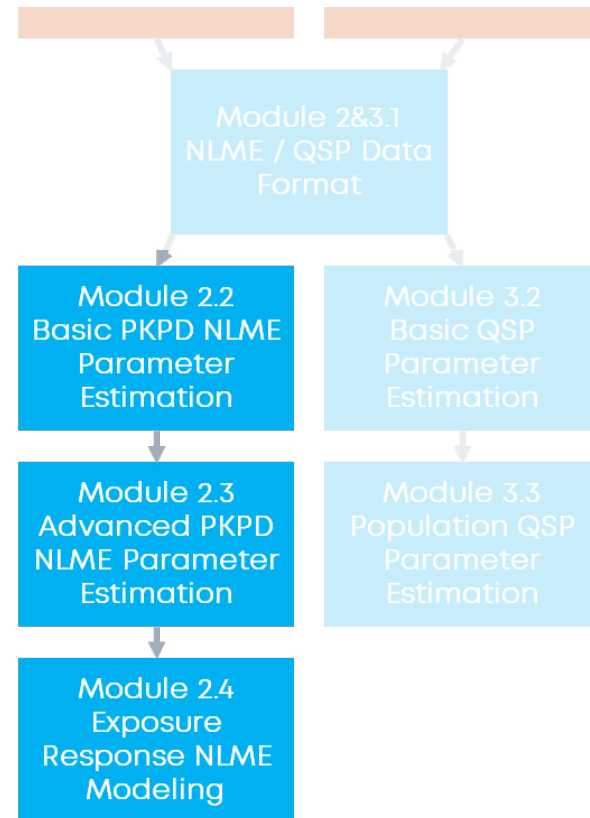 Module 2&3.1
NLME / QSP Data
Format
Module 2.2
Basic PKPD NLME
Parameter
Estimation
Module 3.2
Basic QSP
Parameter
Estimation
Module 2.3
Advanced PKPD
NLME Parameter
Estimation
Module 3.3
Population QSP
Parameter
Estimation
Module 2.4
Exposure
Response NLME
Modeling